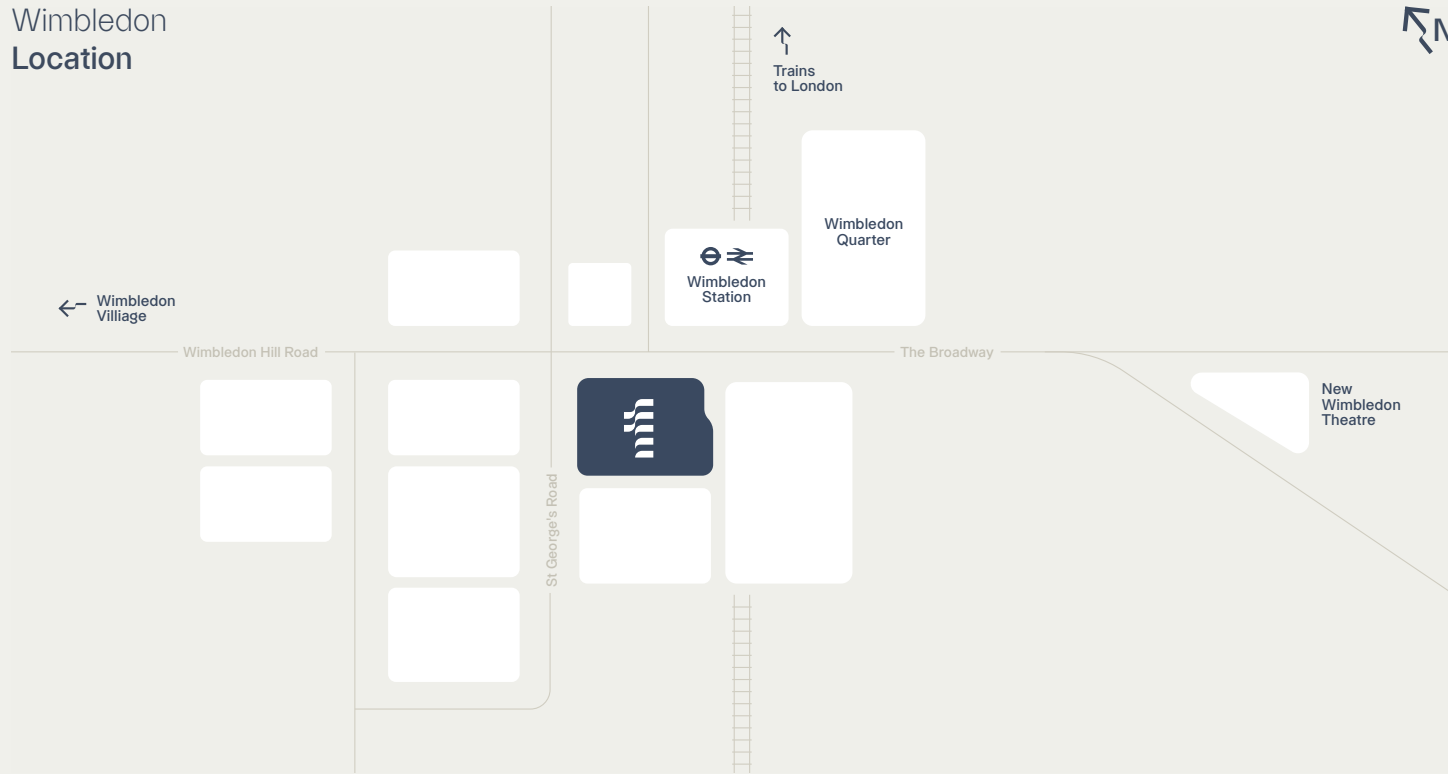 Wimbledon
Location
N
Trains
to London
Wimbledon
Quarter
Wimbledon
Station
Wimbledon
Villiage
Wimbledon Hill Road
The Broadway
New
Wimbledon
Theatre
St George's Road